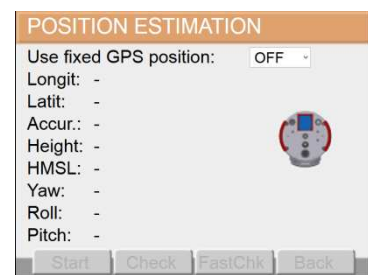 POSITION ESTIMATION
Use fixed GPS position: OFF
Longit: -
Latit: -
Accur.: -
Height: -
HMSL: -
Yaw: -
Roll: -
Pitch: -
Start Check FastChk Back